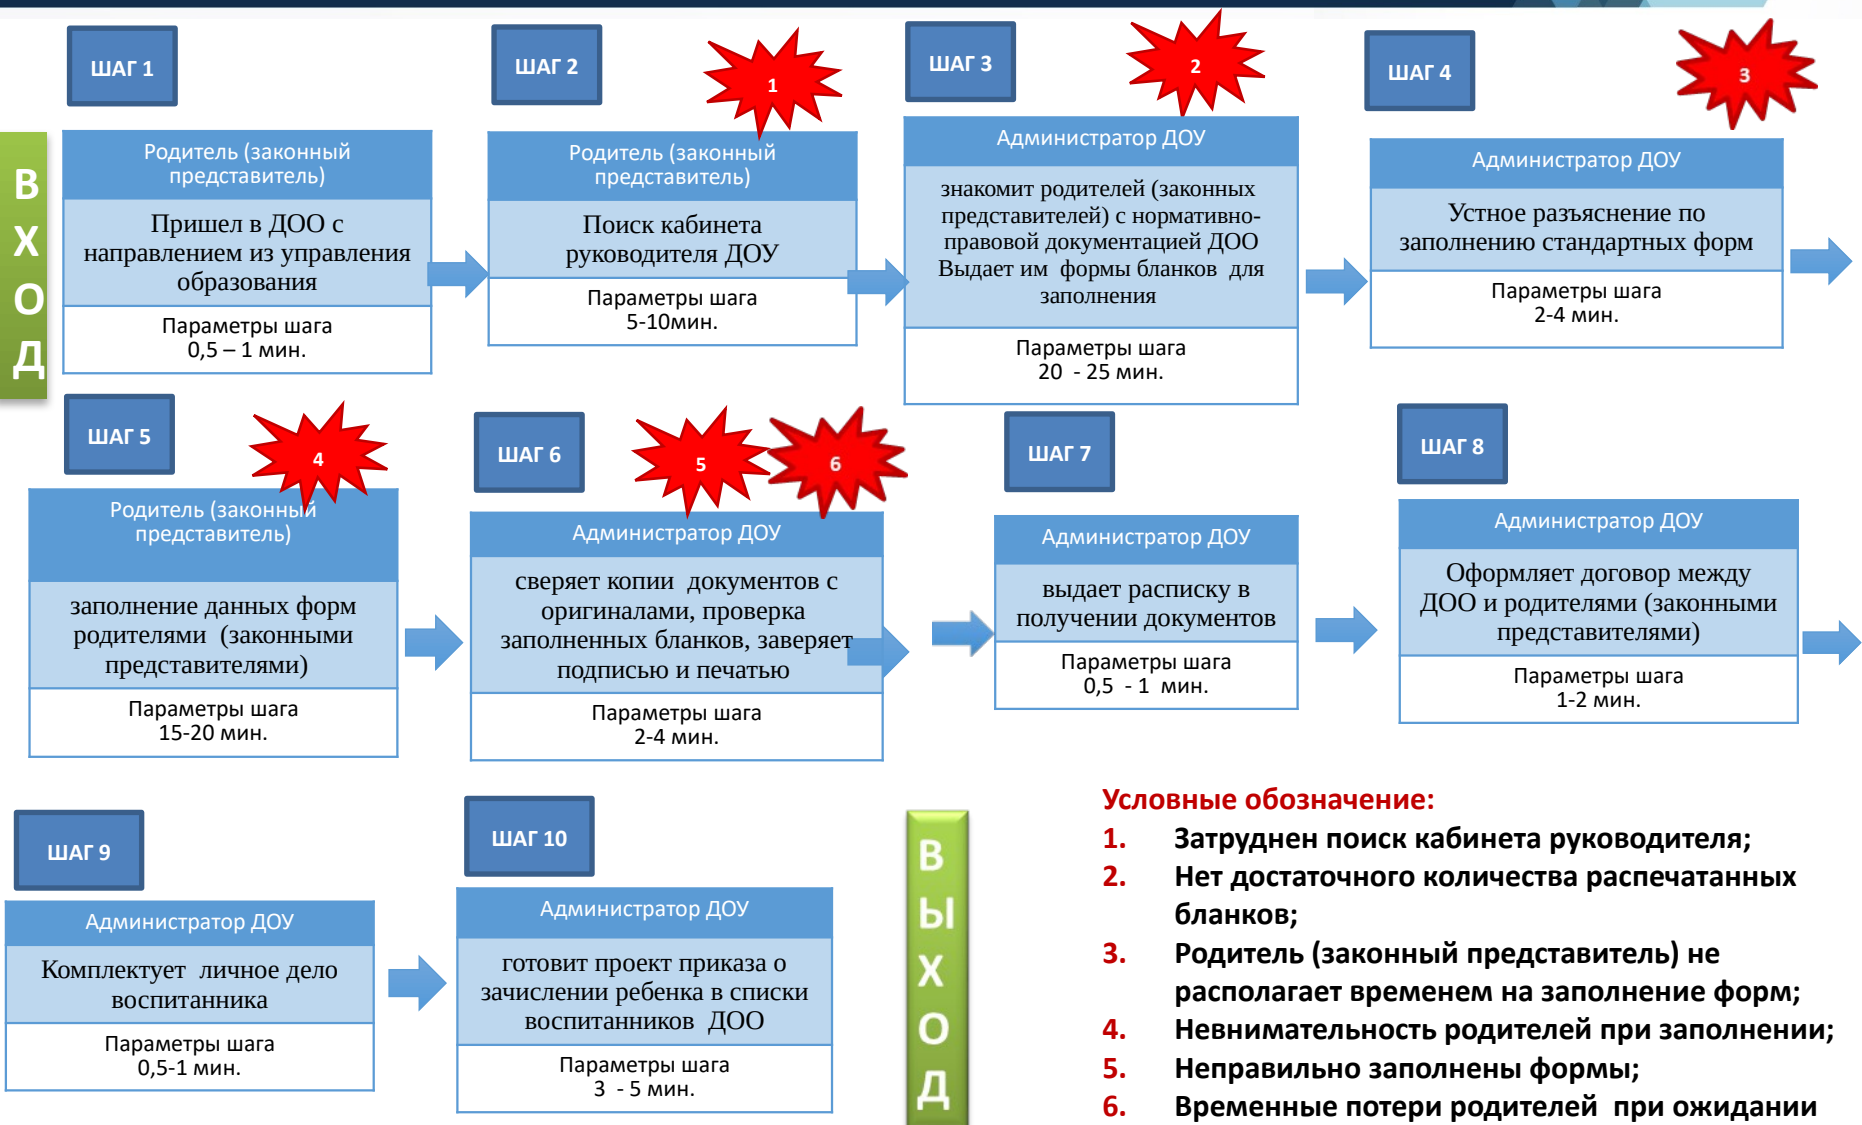 ШАГ 1
ШАГ 2
1
ШАГ 3
2
ШАГ 4
3
В
Х
О
Д
Родитель (законный
представитель)
Пришел в ДОО с
направлением из управления
образования
Параметры шага
0,5 – 1 мин.
Родитель (законный
представитель)
Поиск кабинета
руководителя ДОУ
Параметры шага
5-10мин.
Администратор ДОУ
знакомит родителей (законных
представителей) с нормативно-
правовой документацией ДОО
Выдает им формы бланков для
заполнения
Параметры шага
20 - 25 мин.
Администратор ДОУ
Устное разъяснение по
заполнению стандартных форм
Параметры шага
2-4 мин.
ШАГ 5
4
ШАГ 6
5
6
ШАГ 7
ШАГ 8
Родитель (законный
представитель)
заполнение данных форм
родителями (законными
представителями)
Параметры шага
15-20 мин.
Администратор ДОУ
сверяет копии документов с
оригиналами, проверка
заполненных бланков, заверяет
подписью и печатью
Параметры шага
2-4 мин.
Администратор ДОУ
выдает расписку в
получении документов
Параметры шага
0,5 - 1 мин.
Администратор ДОУ
Оформляет договор между
ДОО и родителями (законными
представителями)
Параметры шага
1-2 мин.
ШАГ 9
ШАГ 10
Администратор ДОУ
Комплектует личное дело
воспитанника
Параметры шага
0,5-1 мин.
Администратор ДОУ
готовит проект приказа о
зачислении ребенка в списки
воспитанников ДОО
Параметры шага
3 - 5 мин.
В
Ы
Х
О
Д
Условные обозначение:
1. Затруднен поиск кабинета руководителя;
2. Нет достаточного количества распечатанных
бланков;
3. Родитель (законный представитель) не
располагает временем на заполнение форм;
4. Невнимательность родителей при заполнении;
5. Неправильно заполнены формы;
6. Временные потери родителей при ожидании